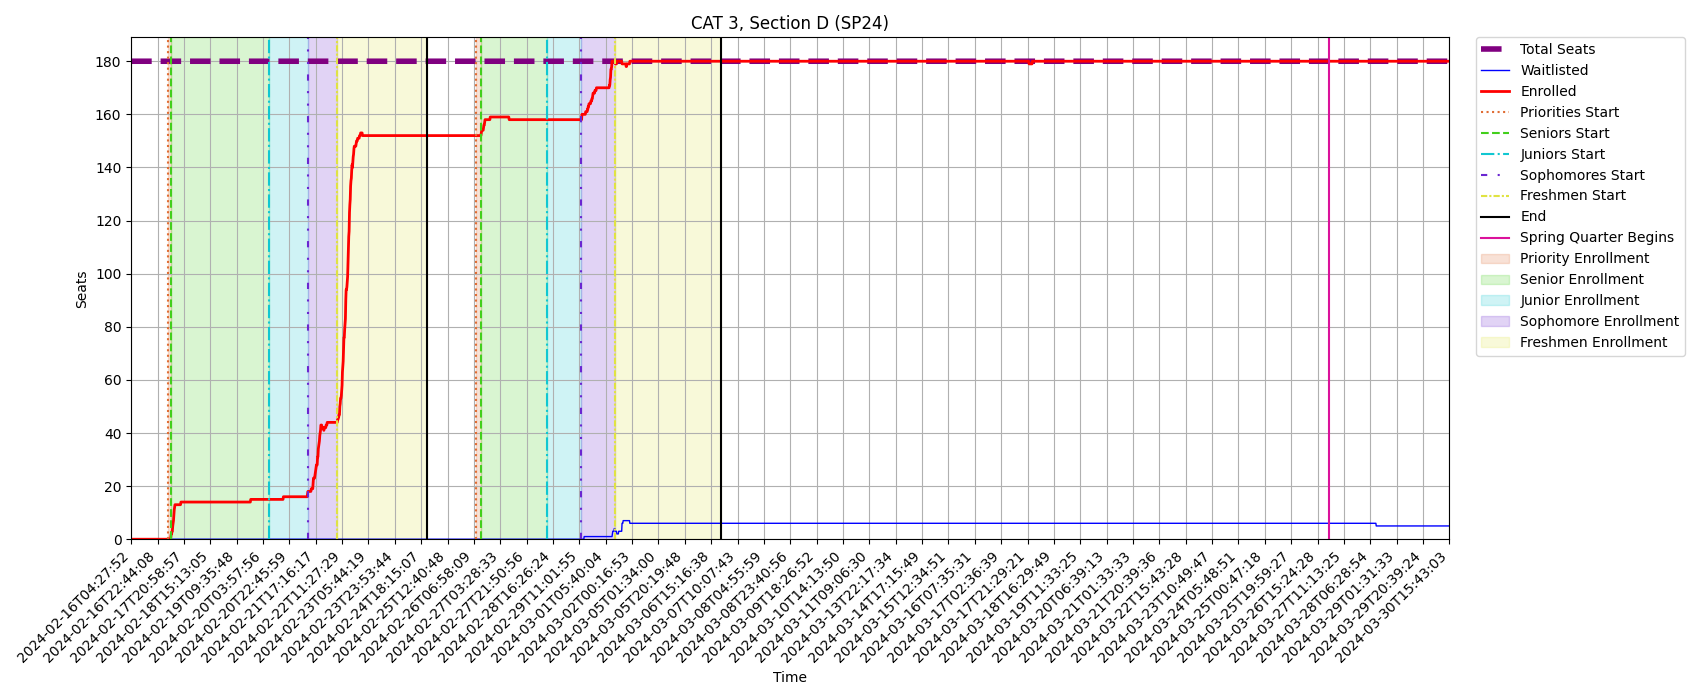 CAT 3, Section D (SP24)
Seats
180
160
140
120
100
80
60
40
20
0
2024-02-16T04:27:52
2024-02-16T22:44:08
2024-02-17T20:58:57
2024-02-18T15:13:05
2024-02-19T09:35:48
2024-02-20T03:57:56
2024-02-20T22:45:59
2024-02-21T17:16:17
2024-02-22T11:27:29
2024-02-23T05:44:19
2024-02-23T23:53:44
2024-02-24T18:15:07
2024-02-25T12:40:48
2024-02-26T06:58:09
2024-02-27T03:28:33
2024-02-27T21:50:56
2024-02-28T16:26:24
2024-02-29T11:01:55
2024-03-01T05:40:04
2024-03-02T00:16:53
2024-03-05T01:34:00
2024-03-05T20:19:48
2024-03-06T15:16:38
2024-03-07T10:07:43
2024-03-08T04:55:59
2024-03-08T23:40:56
2024-03-09T18:26:52
2024-03-10T14:13:50
2024-03-11T09:06:30
2024-03-13T22:17:34
2024-03-14T17:15:49
2024-03-15T12:34:51
2024-03-16T07:35:31
2024-03-17T02:36:39
2024-03-17T21:29:21
2024-03-18T16:29:49
2024-03-19T11:33:25
2024-03-20T06:39:13
2024-03-21T01:33:33
2024-03-21T20:39:36
2024-03-22T15:43:28
2024-03-23T10:49:47
2024-03-24T05:48:51
2024-03-25T00:47:18
2024-03-25T19:59:27
2024-03-26T15:24:28
2024-03-27T11:13:25
2024-03-28T06:28:54
2024-03-29T01:31:33
2024-03-29T20:39:24
2024-03-30T15:43:03
Time
Total Seats
Waitlisted
Enrolled
Priorities Start
Seniors Start
Juniors Start
Sophomores Start
Freshmen Start
End
Spring Quarter Begins
Priority Enrollment
Senior Enrollment
Junior Enrollment
Sophomore Enrollment
Freshmen Enrollment